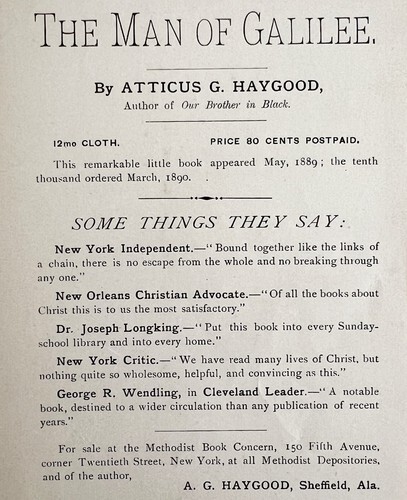 THE MAN OF GALILEE.
By ATTICUS G. HAYGOOD,
Author of Our Brother in Black.
12mo CLOTH. PRICE 80 CENTS POSTPAID.
This remarkable little book appeared May, 1889; the tenth
thousand ordered March, 1890.
SOME THINGS THEY SAY:
New York Independent.—"Bound together like the links of
a chain, there is no escape from the whole and no breaking through
any one."
New Orleans Christian Advocate.—"Of all the books about
Christ this is to us the most satisfactory."
Dr. Joseph Longking.—"Put this book into every Sunday-
school library and into every home."
New York Critic.—"We have read many lives of Christ, but
nothing quite so wholesome, helpful, and convincing as this."
George R. Wendling, in Cleveland Leader.—"A notable
book, destined to a wider circulation than any publication of recent
years."
For sale at the Methodist Book Concern, 150 Fifth Avenue,
corner Twentieth Street, New York, at all Methodist Depositories,
and of the author,
A. G. HAYGOOD, Sheffield, Ala.